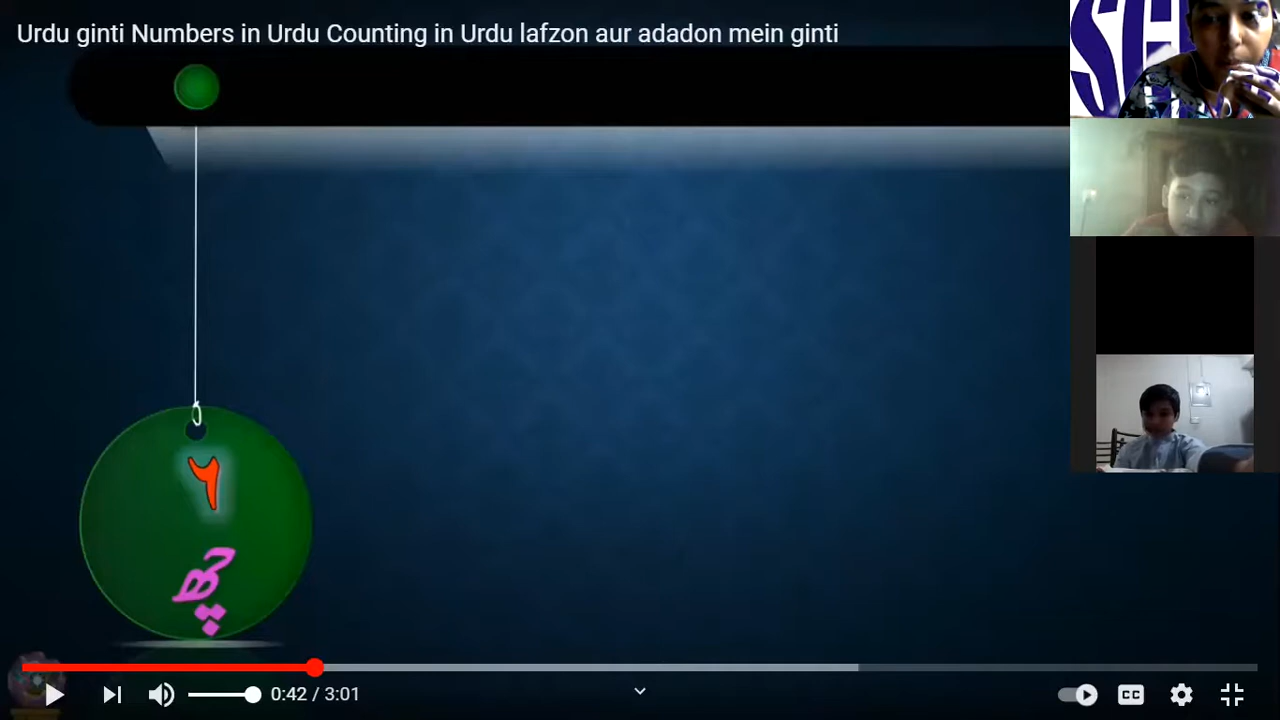 Urdu ginti Numbers in Urdu Counting in Urdu lafzon aur adadon mein ginti
۶
چھ
0:42 / 3:01
CC